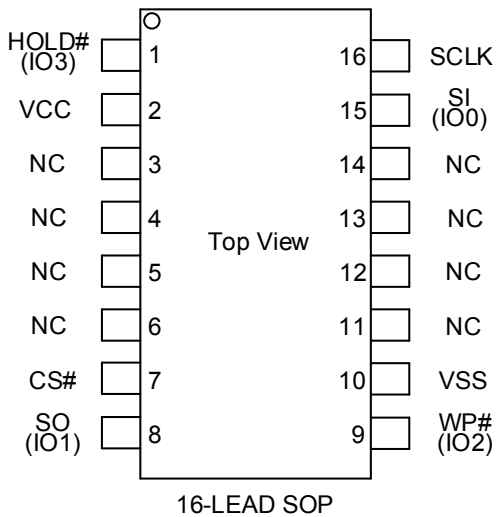 HOLD#
(IO3)
1
16
SCLK
VCC
2
15
SI
(IO0)
NC
3
14
NC
NC
4
13
NC
Top View
NC
5
12
NC
NC
6
11
NC
CS#
7
10
VSS
SO
(IO1)
8
9
WP#
(IO2)
16-LEAD SOP